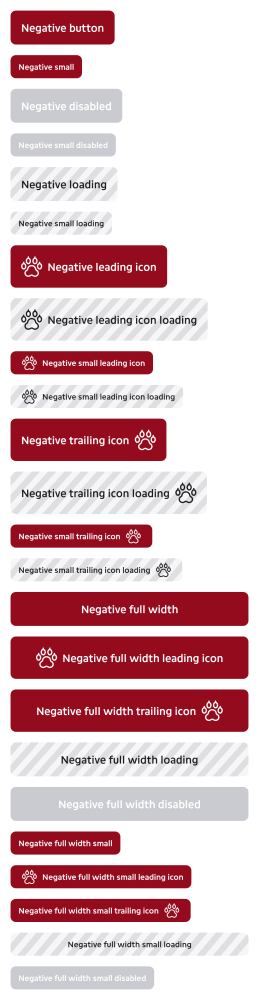 Negative button
Negative small
Negative disabled
Negative small disabled
Negative loading
Negative small loading
Negative leading icon
Negative leading icon loading
Negative small leading icon
Negative small leading icon loading
Negative trailing icon
Negative trailing icon loading
Negative small trailing icon
Negative small trailing icon loading
Negative full width
Negative full width leading icon
Negative full width trailing icon
Negative full width loading
Negative full width disabled
Negative full width small
Negative full width small leading icon
Negative full width small trailing icon
Negative full width small loading
Negative full width small disabled